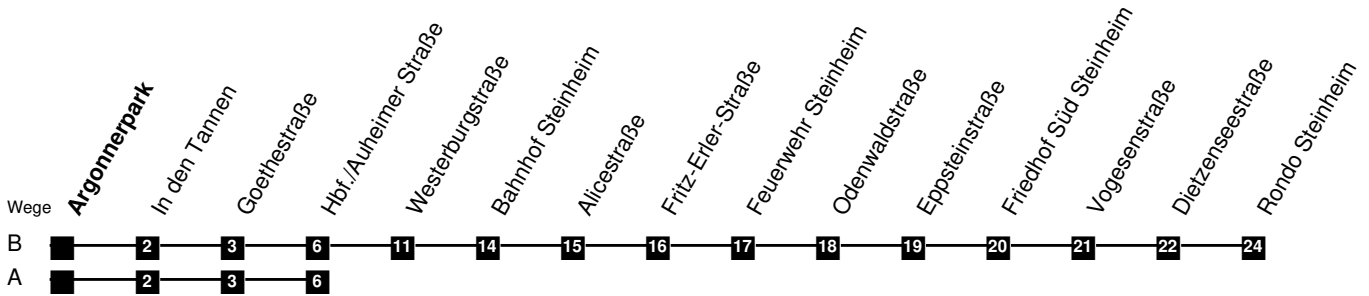 Wege
Argonnerpark
In den Tannen
Goethestraße
Hbf./Auheimer Straße
Westerburgstraße
Bahnhof Steinheim
Alicestraße
Fritz-Erler-Straße
Feuerwehr Steinheim
Odenwaldstraße
Eppsteinstraße
Friedhof Süd Steinheim
Vogesenstraße
Dietzenseestraße
Rondo Steinheim
B 2 3 6 11 14 15 16 17 18 19 20 21 22 24
A 2 3 6